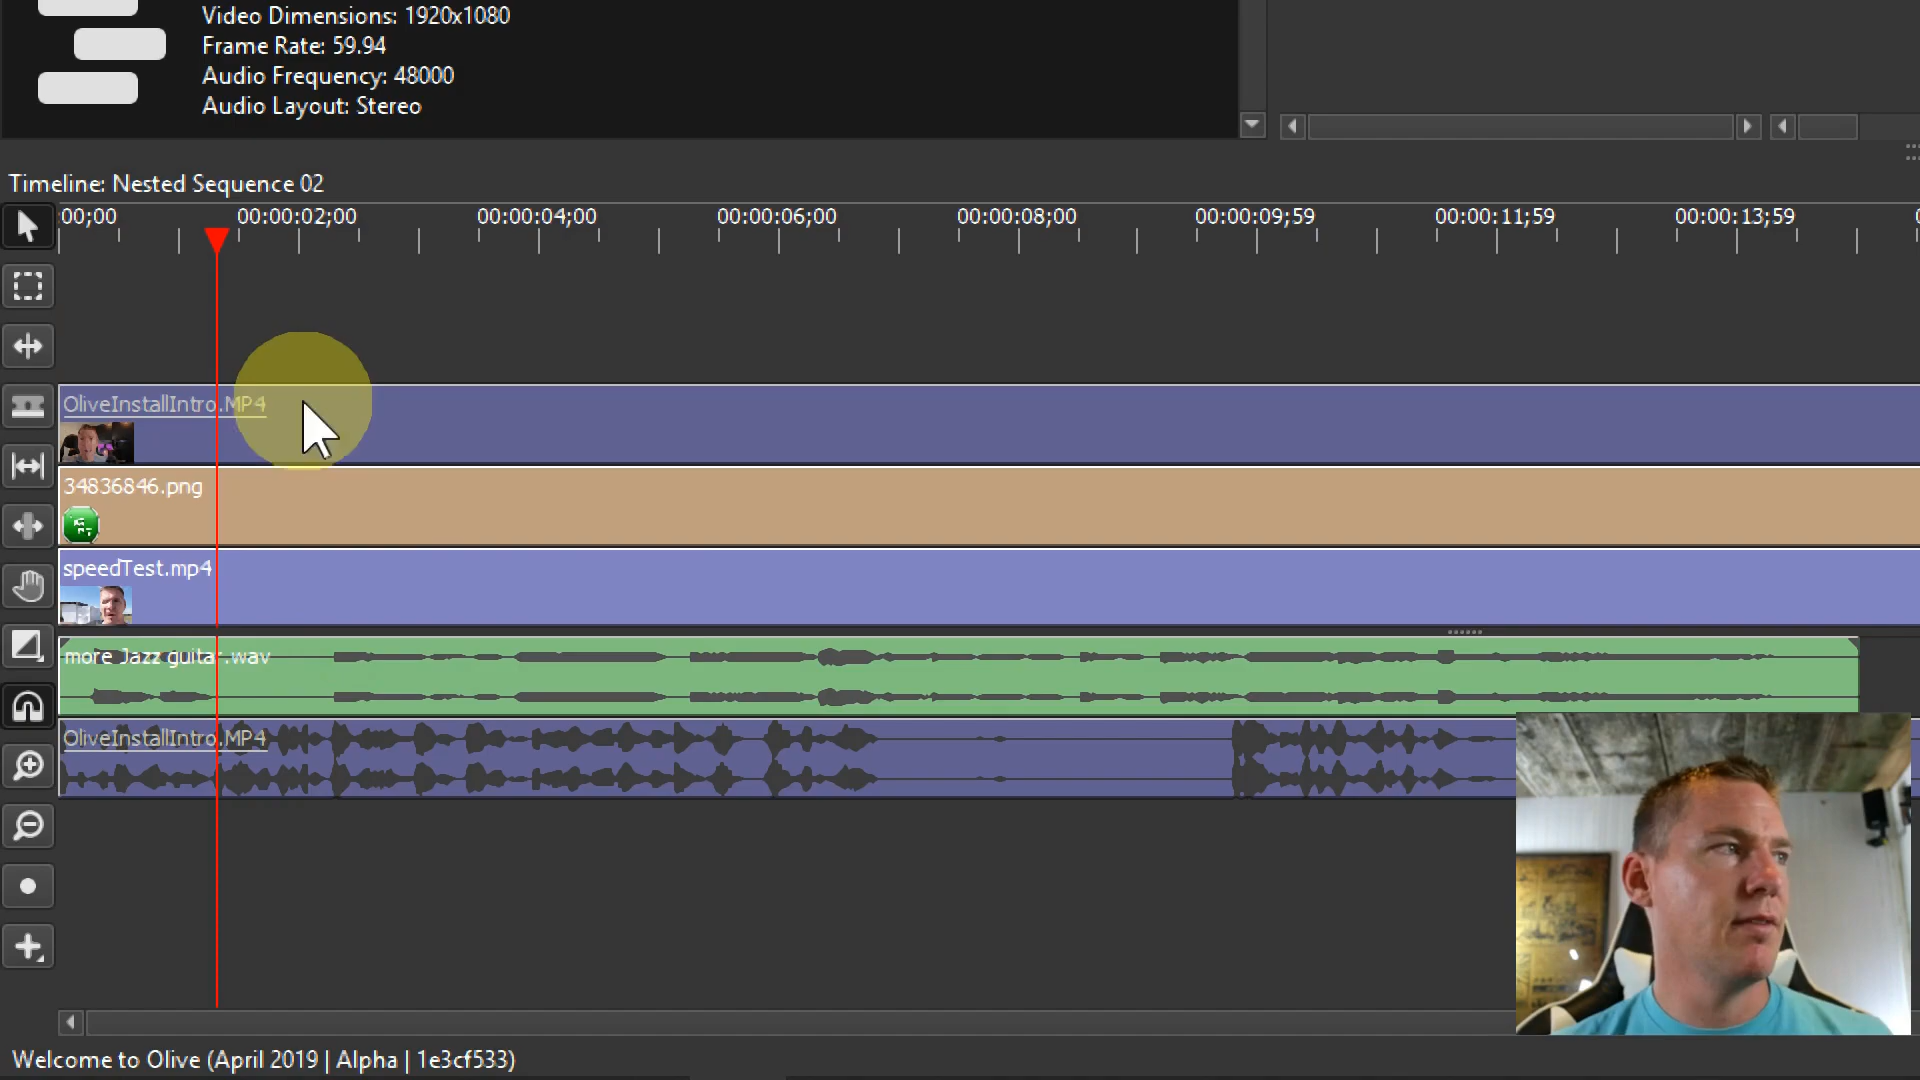 Video Dimensions: 1920x1080
Frame Rate: 59.94
Audio Frequency: 48000
Audio Layout: Stereo
Timeline: Nested Sequence 02
00;00 00:00:02;00 00:00:04;00 00:00:06;00 00:00:08;00 00:00:09;59 00:00:11;59 00:00:13;59
OliveInstallIntro.MP4
34836846.png
speedTest.mp4
more Jazz guitar.wav
OliveInstallIntro.MP4
Welcome to Olive (April 2019 | Alpha | 1e3cf533)